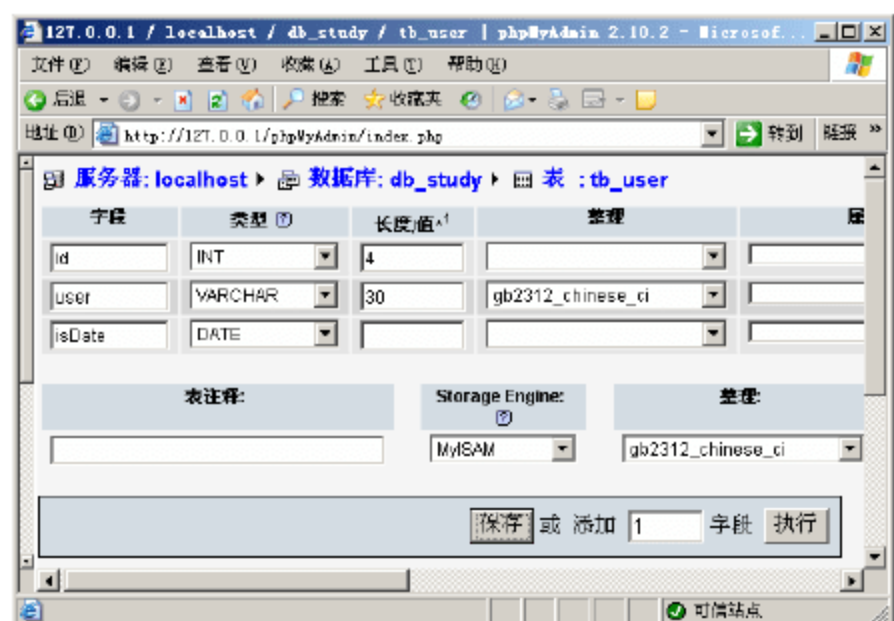 127.0.0.1 / localhost / db_study / tb_user | phpMyAdmin 2.10.2 - Microsof...
文件(F) 编辑(E) 查看(V) 收藏(A) 工具(T) 帮助(H)
后退 搜索 收藏夹
地址(D) http://127.0.0.1/phpMyAdmin/index.php 转到 链接 »
服务器: localhost ▸ 数据库: db_study ▸ 表 : tb_user
字段 类型 长度/值*1 整理
id INT 4
user VARCHAR 30 gb2312_chinese_ci
isDate DATE
表注释: Storage Engine: 整理:
MyISAM gb2312_chinese_ci
保存 或 添加 1 字段 执行
可信站点